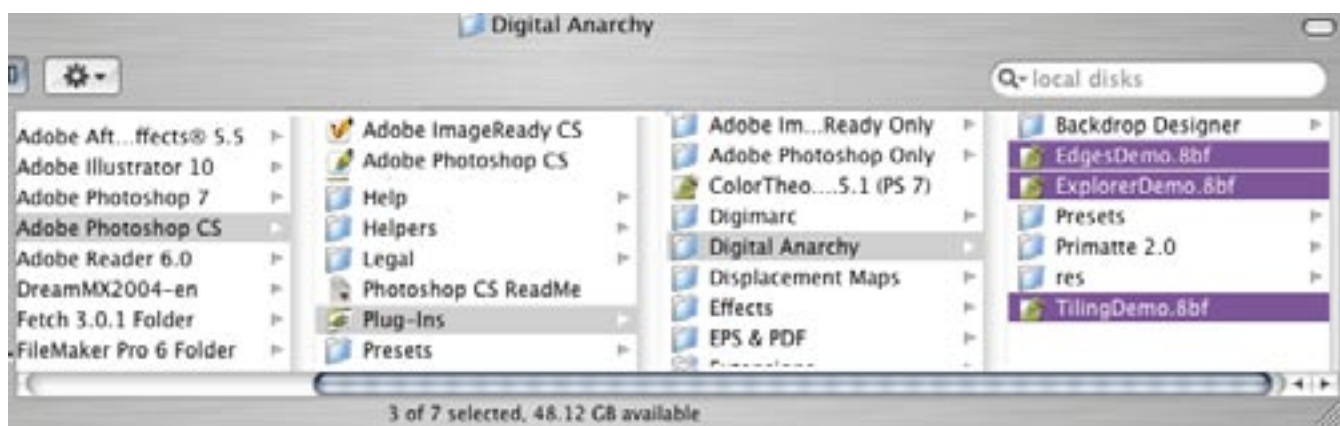 Digital Anarchy
local disks
Adobe Aft...ffects® 5.5
Adobe Illustrator 10
Adobe Photoshop 7
Adobe Photoshop CS
Adobe Reader 6.0
DreamMX2004-en
Fetch 3.0.1 Folder
FileMaker Pro 6 Folder
Adobe ImageReady CS
Adobe Photoshop CS
Help
Helpers
Legal
Photoshop CS ReadMe
Plug-Ins
Presets
Adobe Im...Ready Only
Adobe Photoshop Only
ColorTheo....5.1 (PS 7)
Digimarc
Digital Anarchy
Displacement Maps
Effects
EPS & PDF
Backdrop Designer
EdgesDemo.8bf
ExplorerDemo.8bf
Presets
Primatte 2.0
res
TilingDemo.8bf
3 of 7 selected, 48.12 GB available